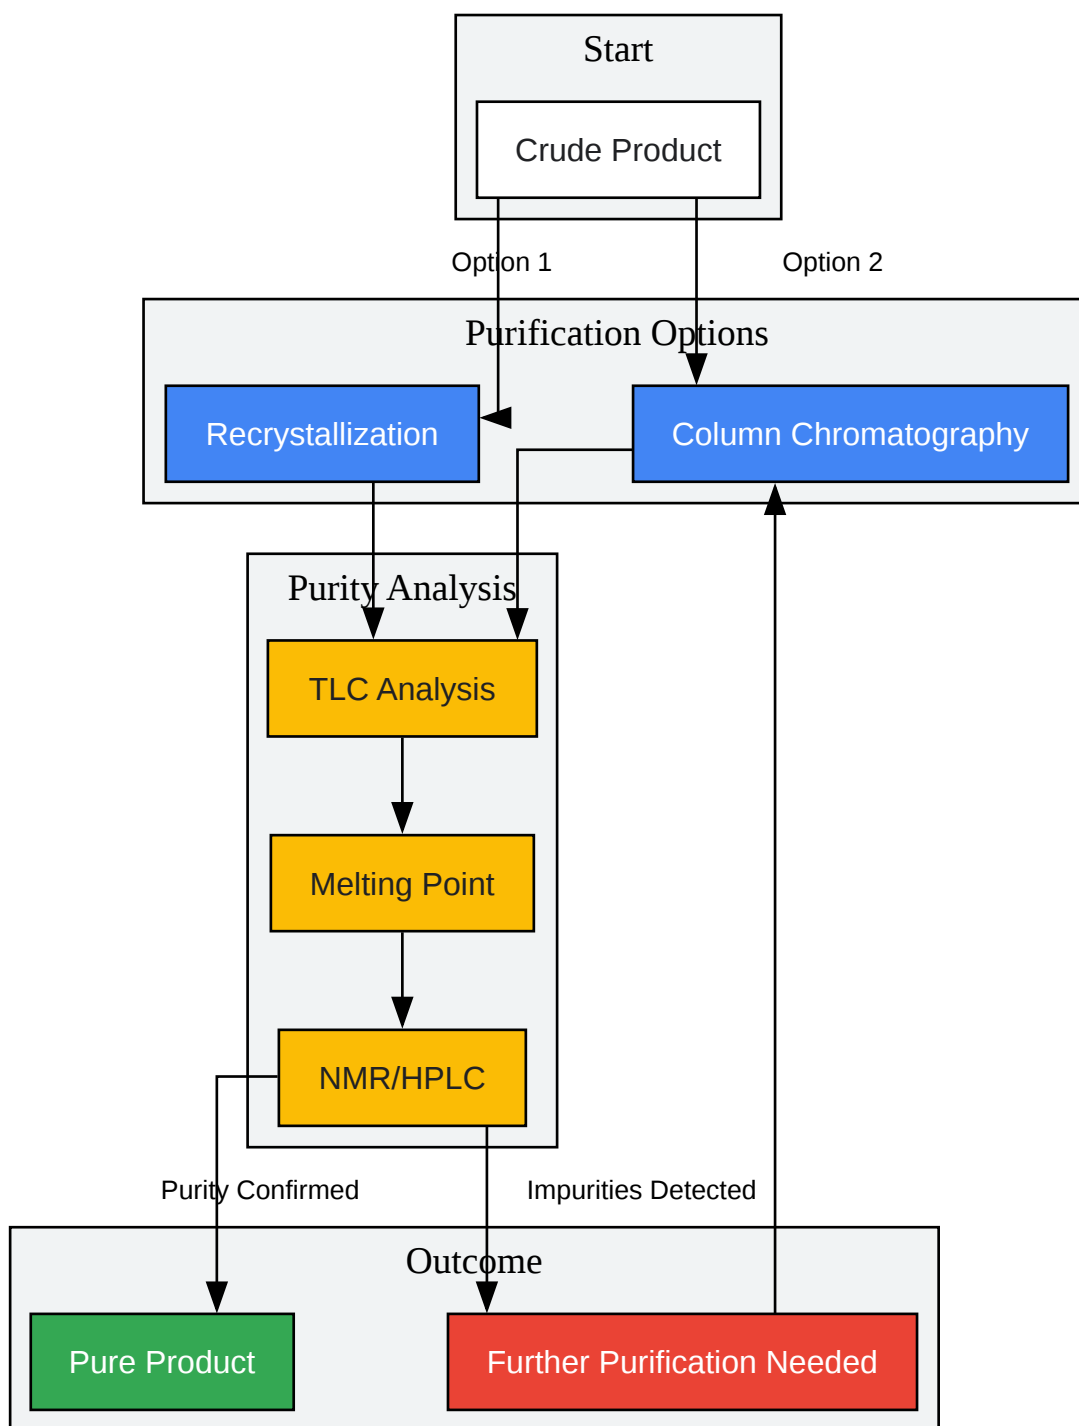 Start
Crude Product
Option 1
Option 2
Purification Options
Recrystallization
Column Chromatography
Purity Analysis
TLC Analysis
Melting Point
NMR/HPLC
Purity Confirmed
Impurities Detected
Outcome
Pure Product
Further Purification Needed